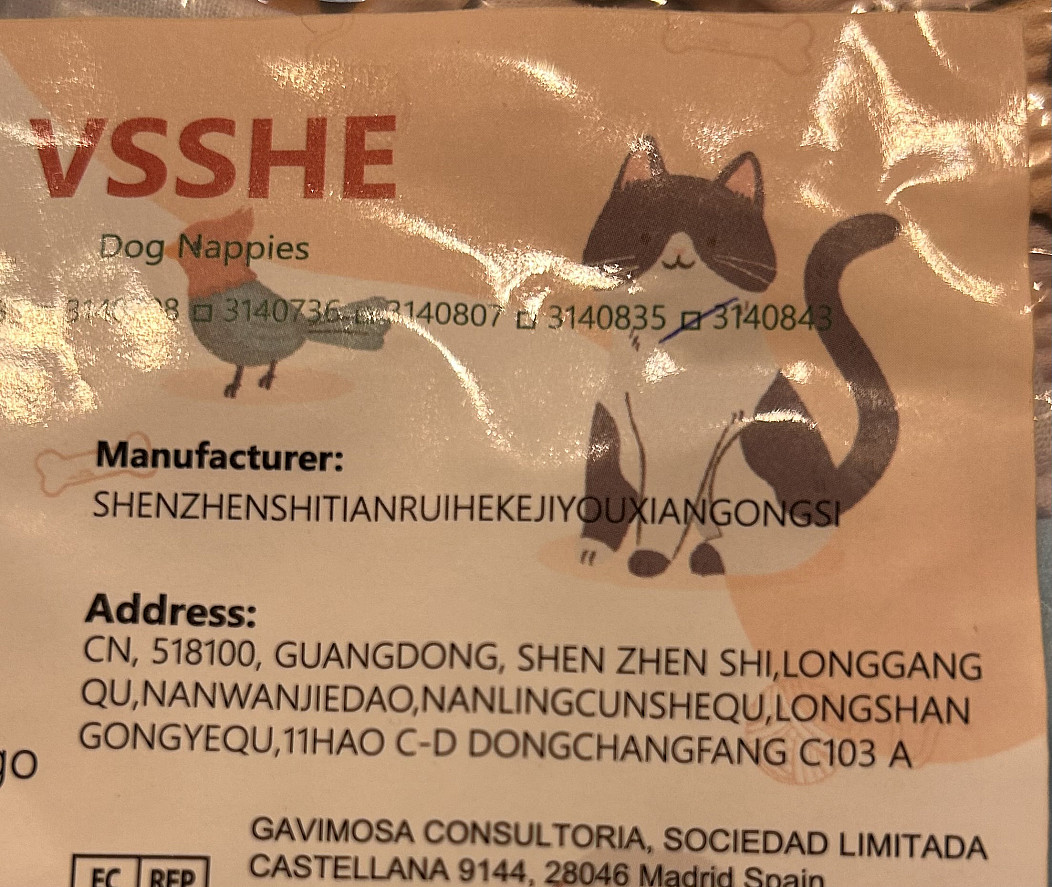 VSSHE
Dog Nappies
□ 3140736 □ 3140807 □ 3140835 □ 3140843
Manufacturer:
SHENZHENSHITIANRUIHEKEJIYOUXIANGONGSI
Address:
CN, 518100, GUANGDONG, SHEN ZHEN SHI,LONGGANG
QU,NANWANJIEDAO,NANLINGCUNSHEQU,LONGSHAN
GONGYEQU,11HAO C-D DONGCHANGFANG C103 A
GAVIMOSA CONSULTORIA, SOCIEDAD LIMITADA
EC REP CASTELLANA 9144, 28046 Madrid Spain